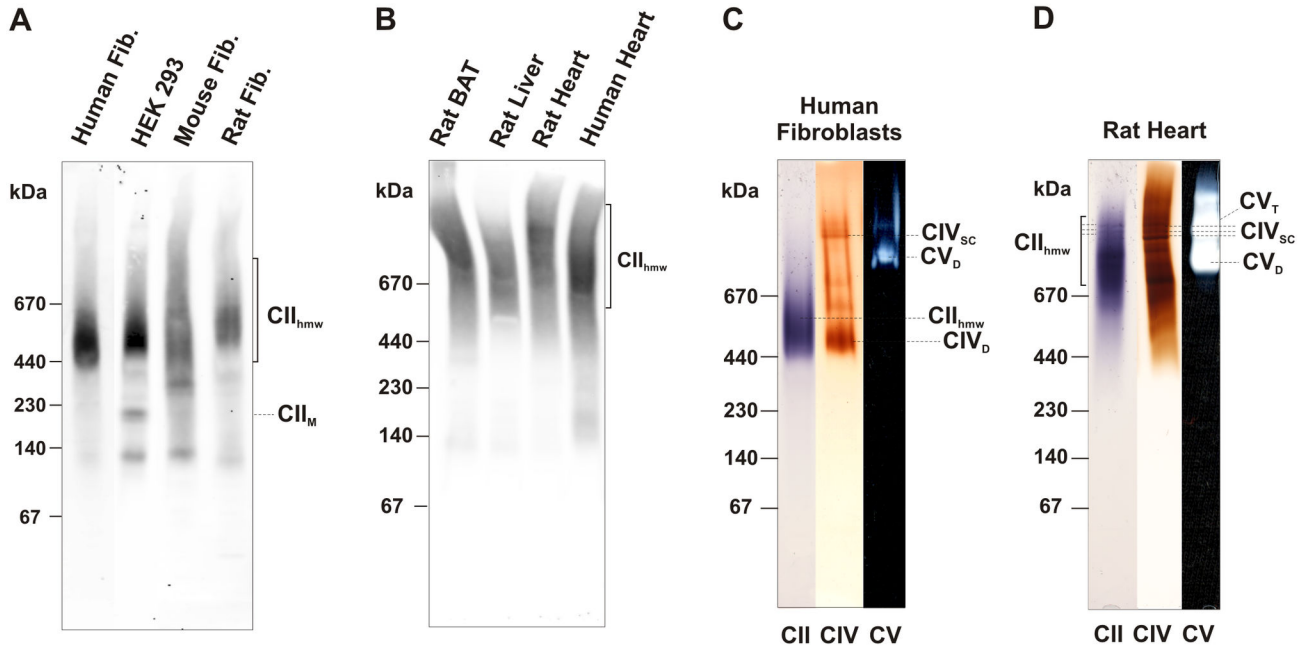 A
Human Fib.
HEK 293
Mouse Fib.
Rat Fib.
kDa
670
440
230
140
67
CIIhmw
CIIM
B
Rat BAT
Rat Liver
Rat Heart
Human Heart
kDa
670
440
230
140
67
CIIhmw
C
Human
Fibroblasts
kDa
670
440
230
140
67
CIVSC
CVD
CIIhmw
CIVD
CII CIV CV
D
Rat Heart
kDa
CIIhmw
670
440
230
140
67
CVT
CIVSC
CVD
CII CIV CV